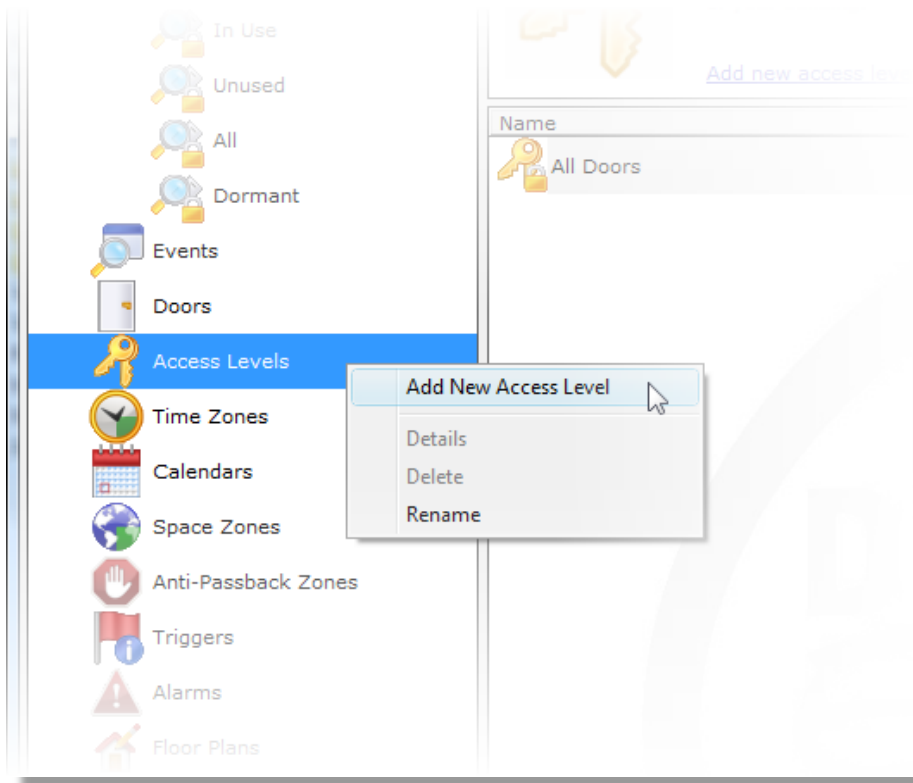 In Use
Unused
All
Dormant
Events
Doors
Access Levels
Time Zones
Calendars
Space Zones
Anti-Passback Zones
Triggers
Alarms
Floor Plans
Add new access level
Name
All Doors
Add New Access Level
Details
Delete
Rename